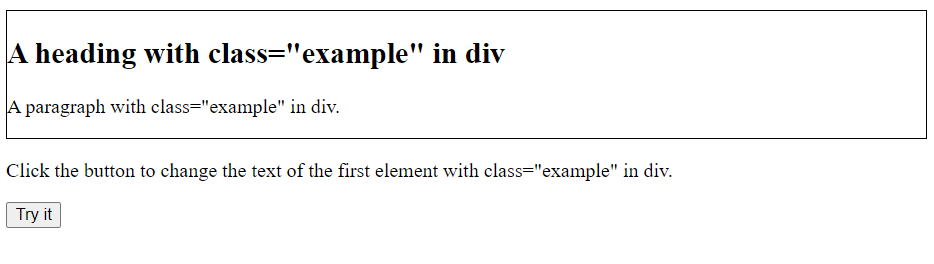 A heading with class="example" in div
A paragraph with class="example" in div.
Click the button to change the text of the first element with class="example" in div.
Try it